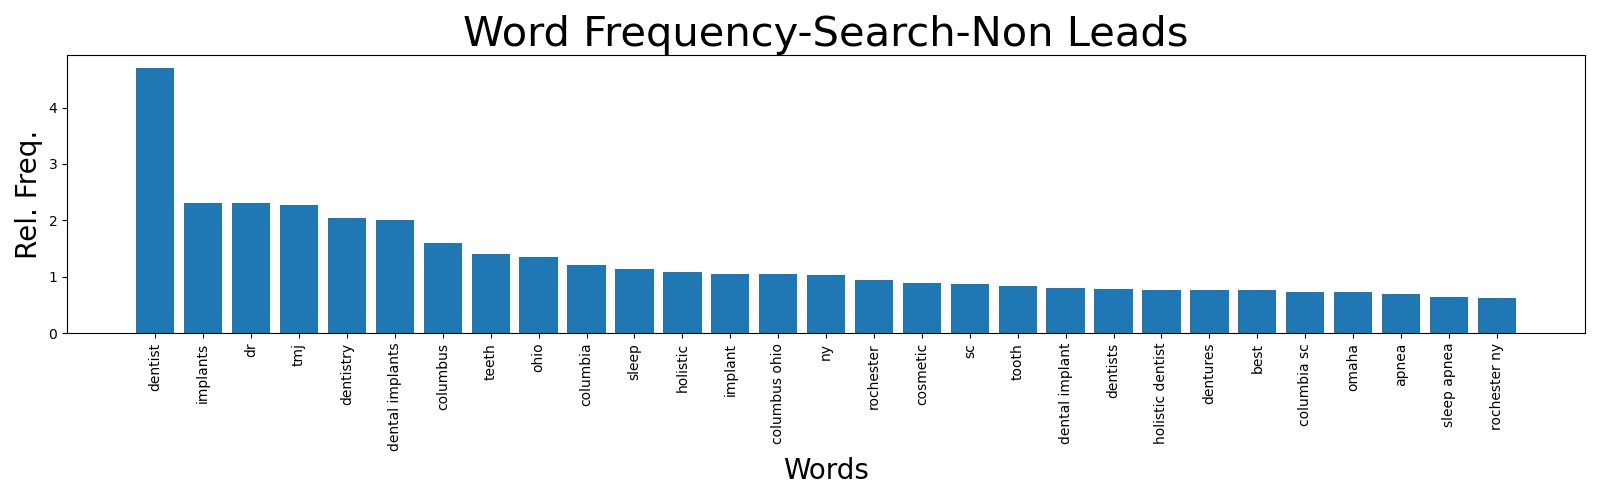 Word Frequency-Search-Non Leads
Rel. Freq.
4
3
2
1
0
dentist
implants
dr
tmj
dentistry
dental implants
columbus
teeth
ohio
columbia
sleep
holistic
implant
columbus ohio
ny
rochester
cosmetic
sc
tooth
dental implant
dentists
holistic dentist
dentures
best
columbia sc
omaha
apnea
sleep apnea
rochester ny
Words